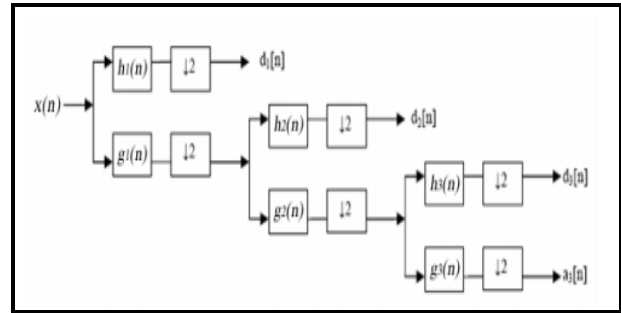 h1(n) ↓2 d₁[n]
x(n)
g1(n) ↓2
h2(n) ↓2 d₂[n]
g2(n) ↓2
h3(n) ↓2 d₃[n]
g3(n) ↓2 a₃[n]